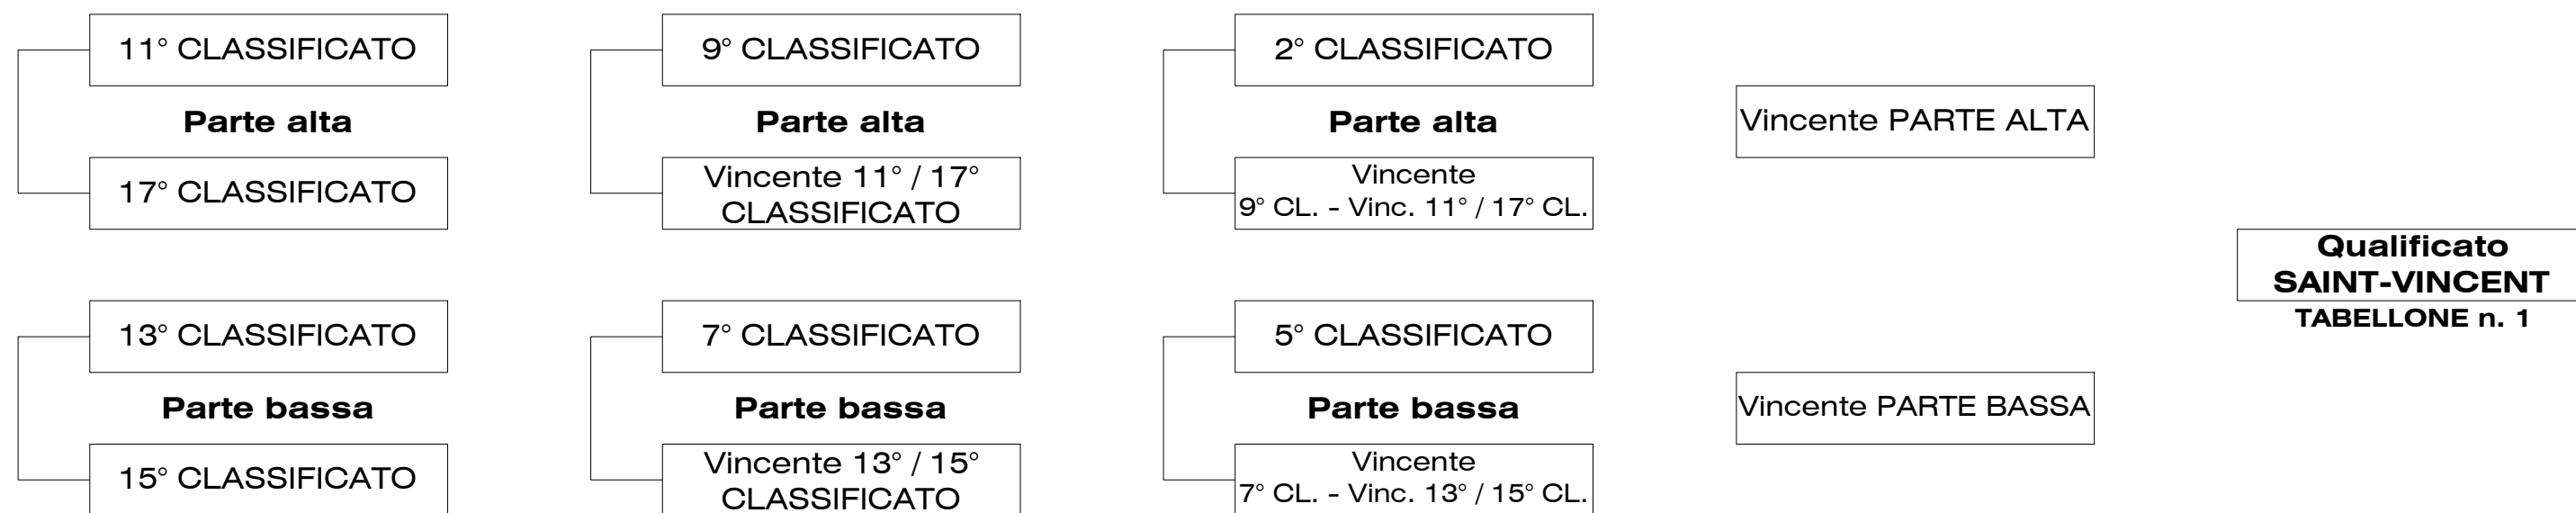 11° CLASSIFICATO
Parte alta
17° CLASSIFICATO
13° CLASSIFICATO
Parte bassa
15° CLASSIFICATO
9° CLASSIFICATO
Parte alta
Vincente 11° / 17°
CLASSIFICATO
7° CLASSIFICATO
Parte bassa
Vincente 13° / 15°
CLASSIFICATO
2° CLASSIFICATO
Parte alta
Vincente
9° CL. - Vinc. 11° / 17° CL.
5° CLASSIFICATO
Parte bassa
Vincente
7° CL. - Vinc. 13° / 15° CL.
Vincente PARTE ALTA
Vincente PARTE BASSA
Qualificato
SAINT-VINCENT
TABELLONE n. 1